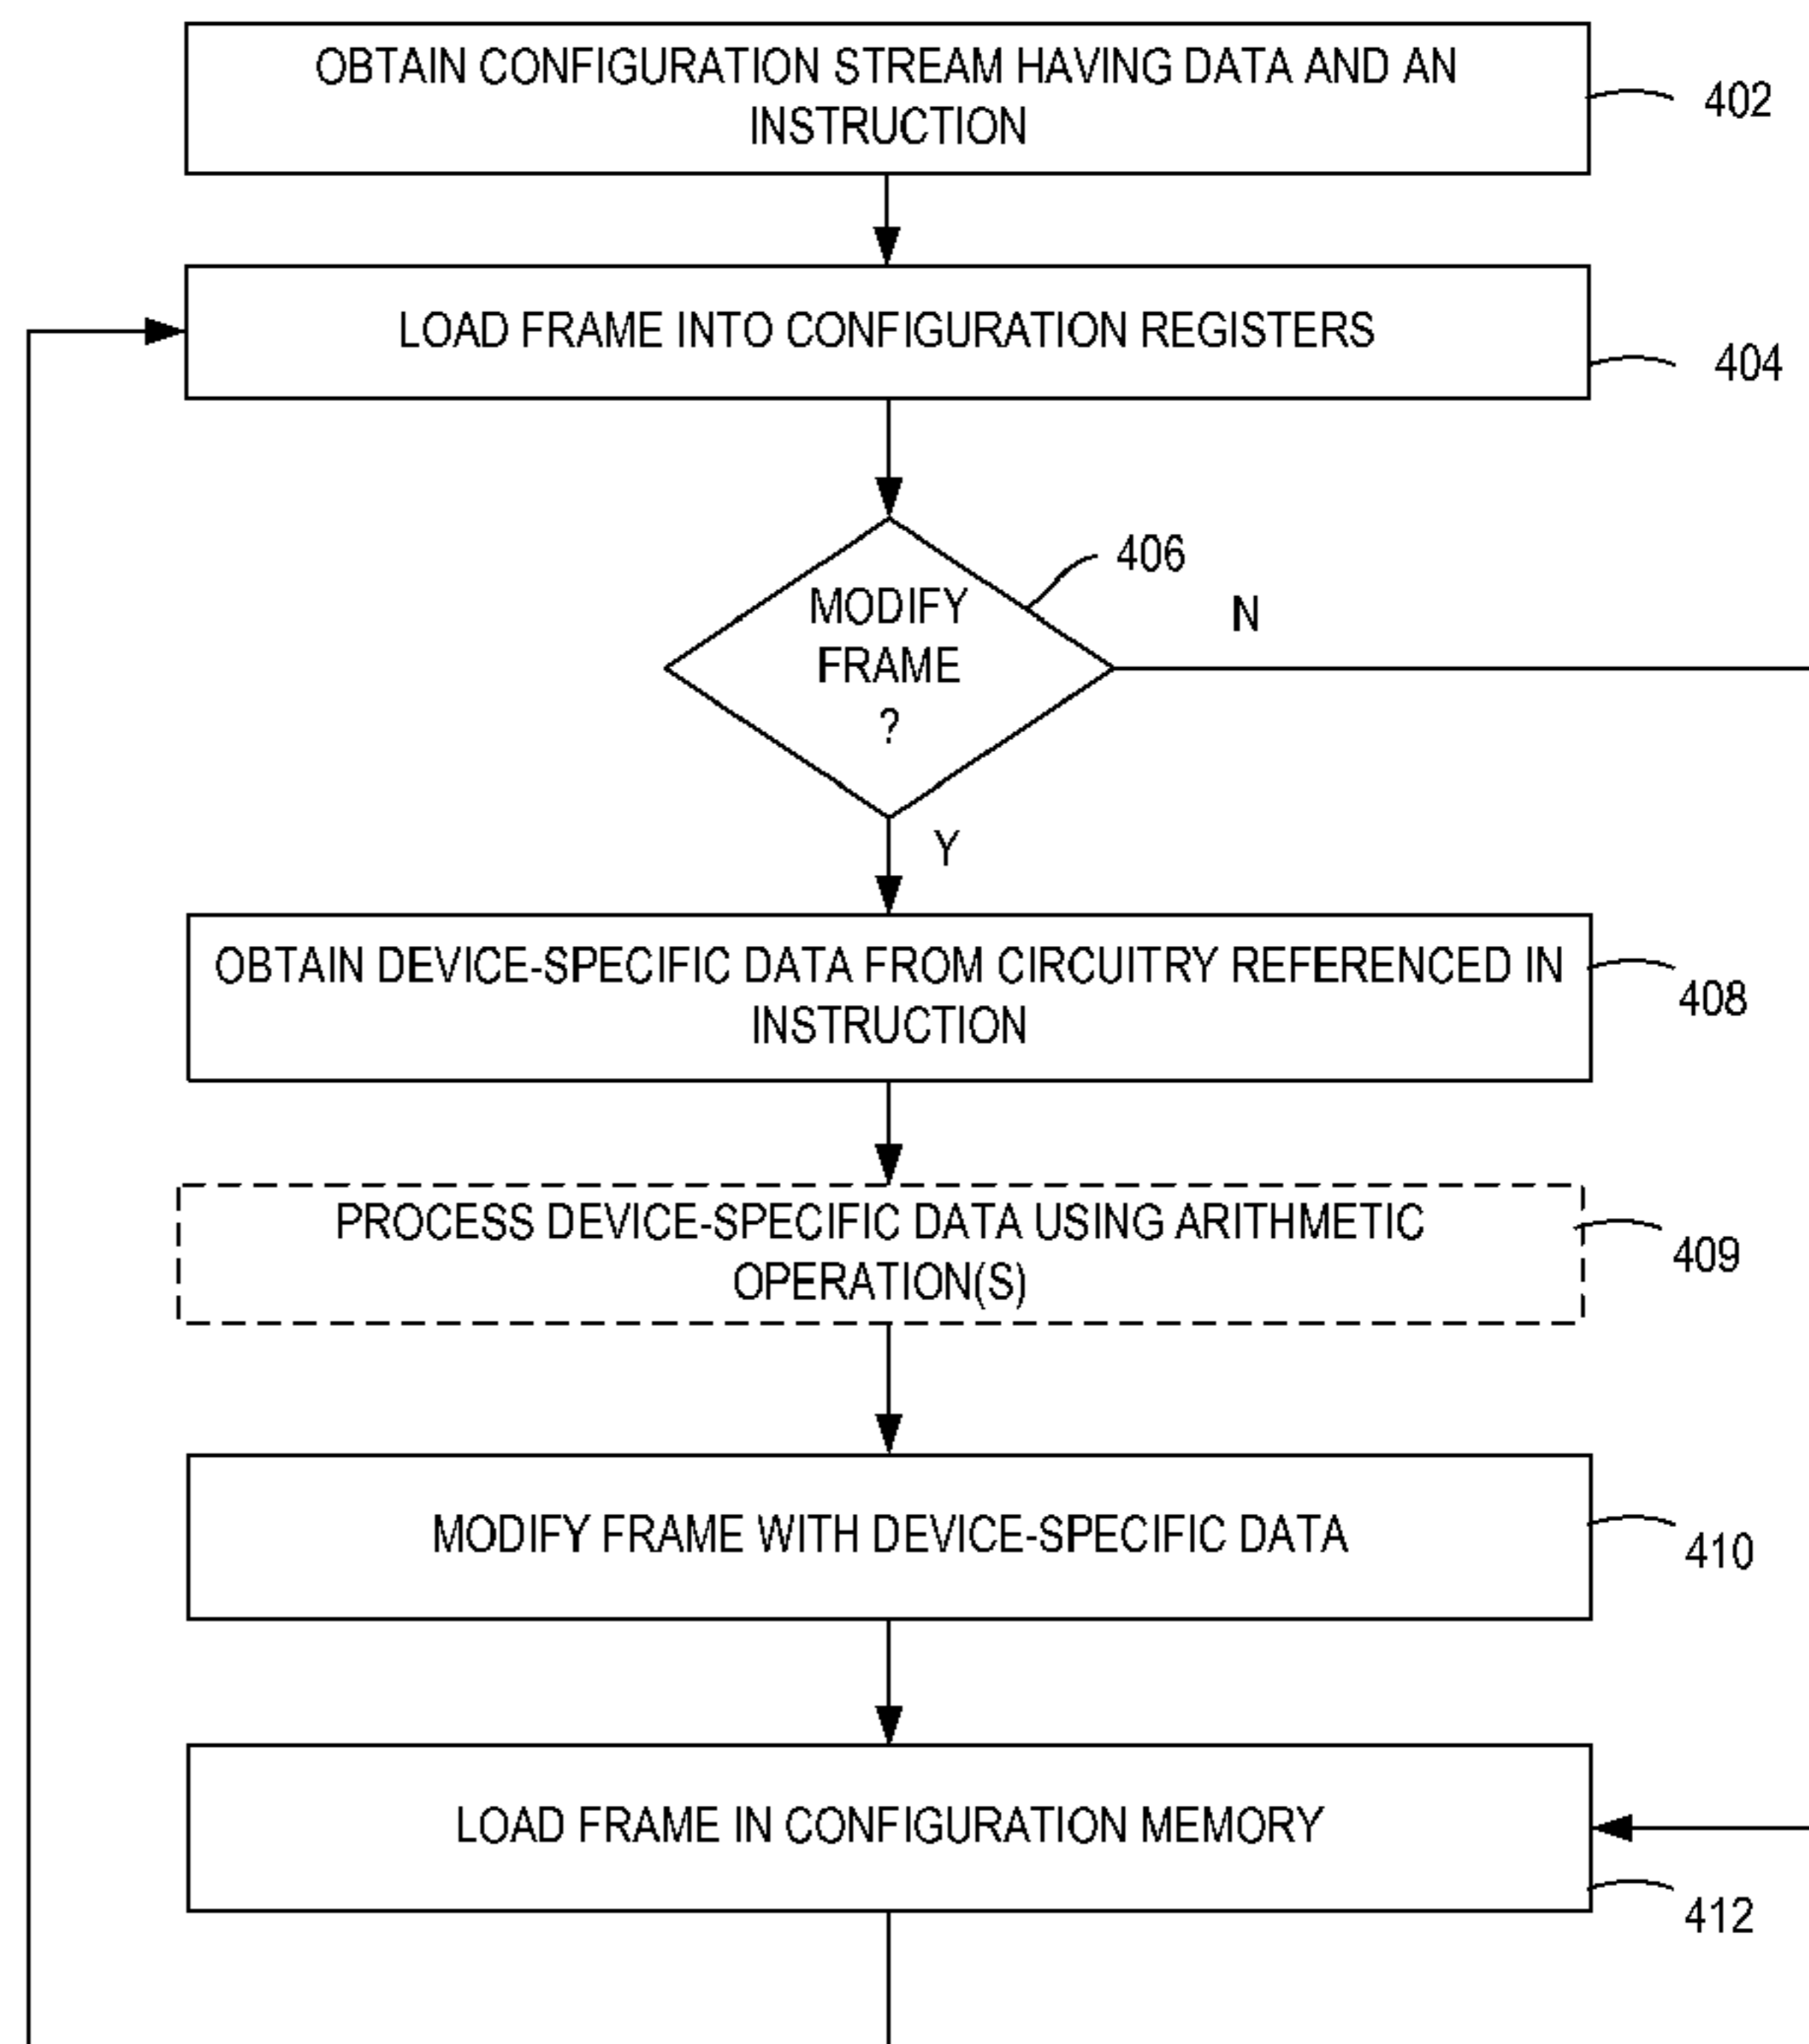 OBTAIN CONFIGURATION STREAM HAVING DATA AND AN
INSTRUCTION
402
LOAD FRAME INTO CONFIGURATION REGISTERS
404
406
MODIFY
FRAME
?
N
Y
OBTAIN DEVICE-SPECIFIC DATA FROM CIRCUITRY REFERENCED IN
INSTRUCTION
408
PROCESS DEVICE-SPECIFIC DATA USING ARITHMETIC
OPERATION(S)
409
MODIFY FRAME WITH DEVICE-SPECIFIC DATA
410
LOAD FRAME IN CONFIGURATION MEMORY
412